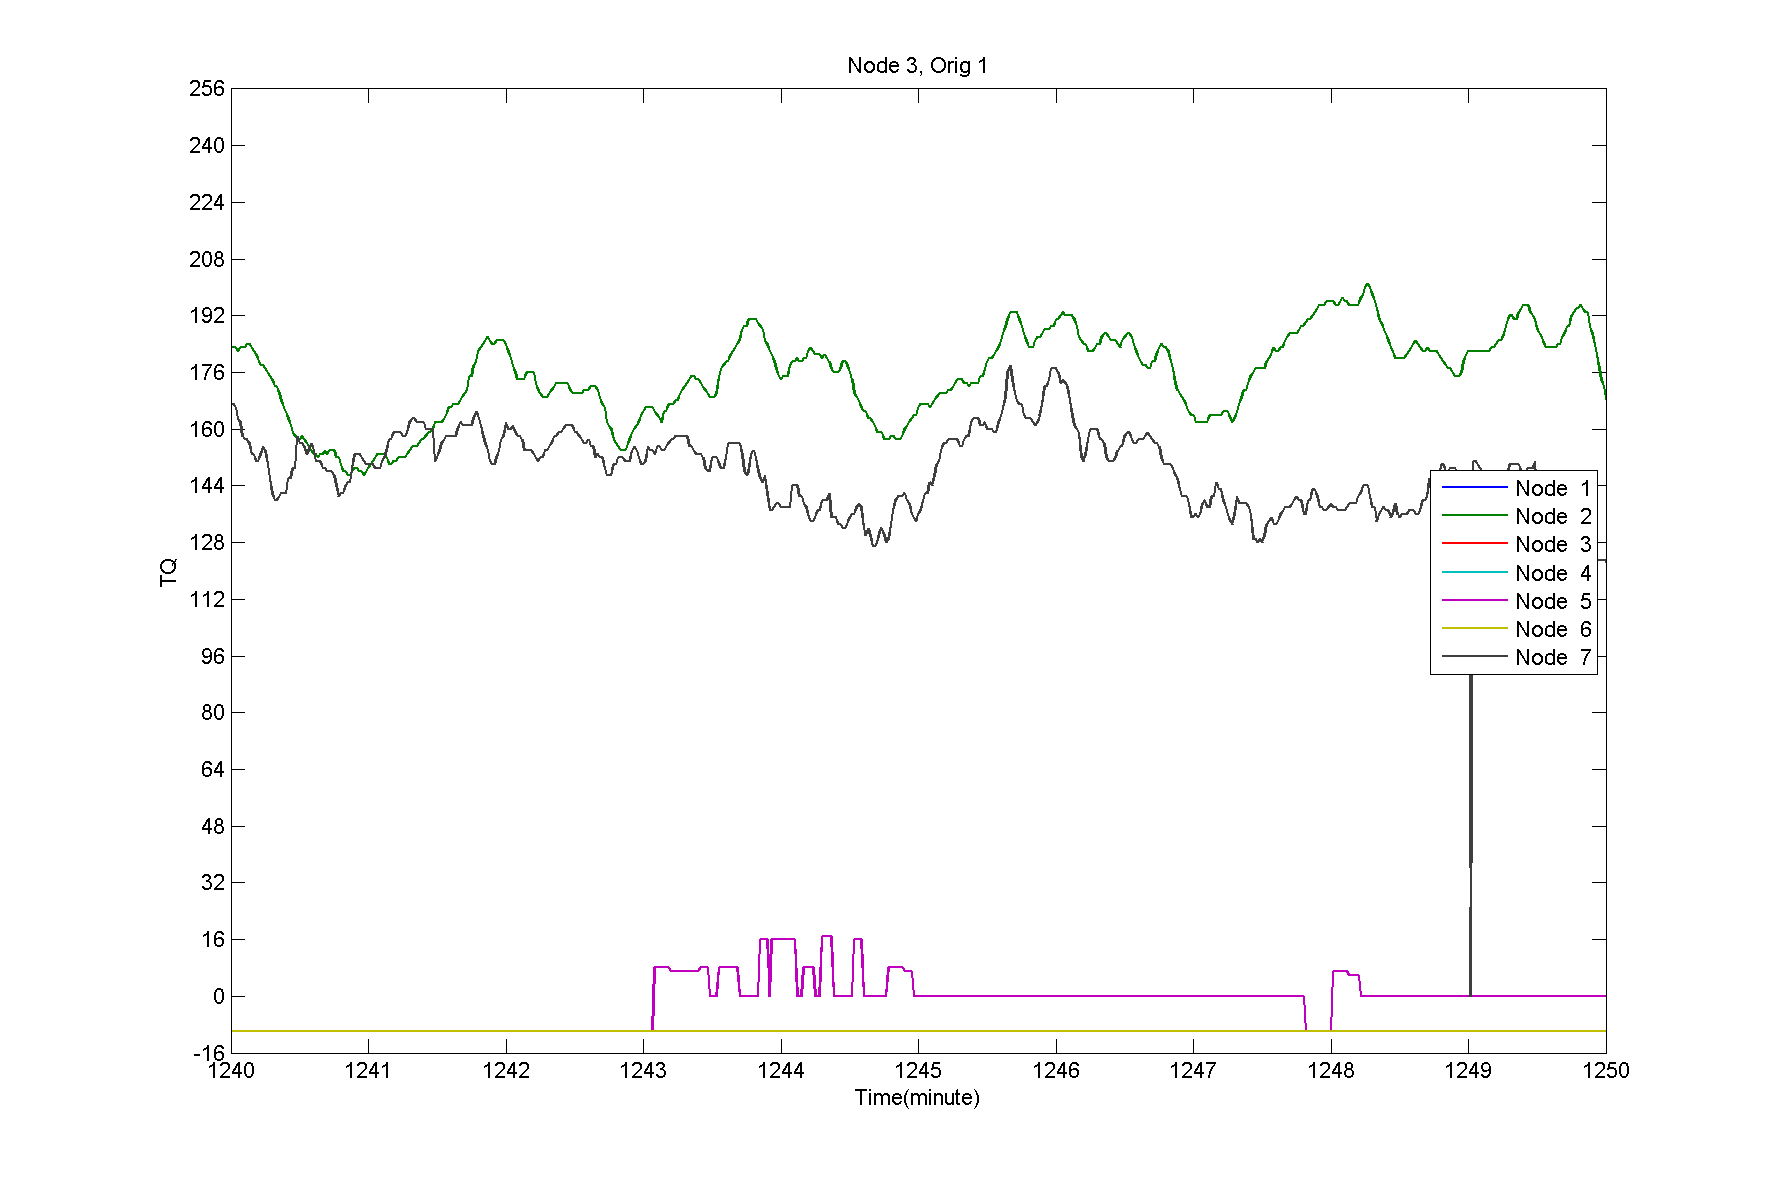 Node 3, Orig 1
256
240
224
208
192
176
160
144
128
112
96
80
64
48
32
16
0
-16
TQ
Node 1
Node 2
Node 3
Node 4
Node 5
Node 6
Node 7
1240 1241 1242 1243 1244 1245 1246 1247 1248 1249 1250
Time(minute)